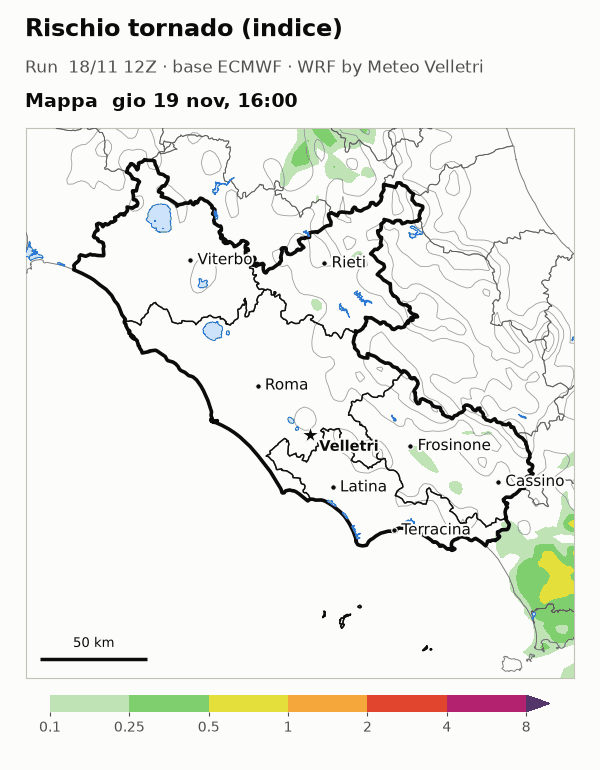 Rischio tornado (indice)
Run  18/11 12Z · base ECMWF · WRF by Meteo Velletri
Mappa  gio 19 nov, 16:00
Viterbo
Rieti
Roma
Velletri
Frosinone
Latina
Cassino
Terracina
50 km
0.1 0.25 0.5 1 2 4 8